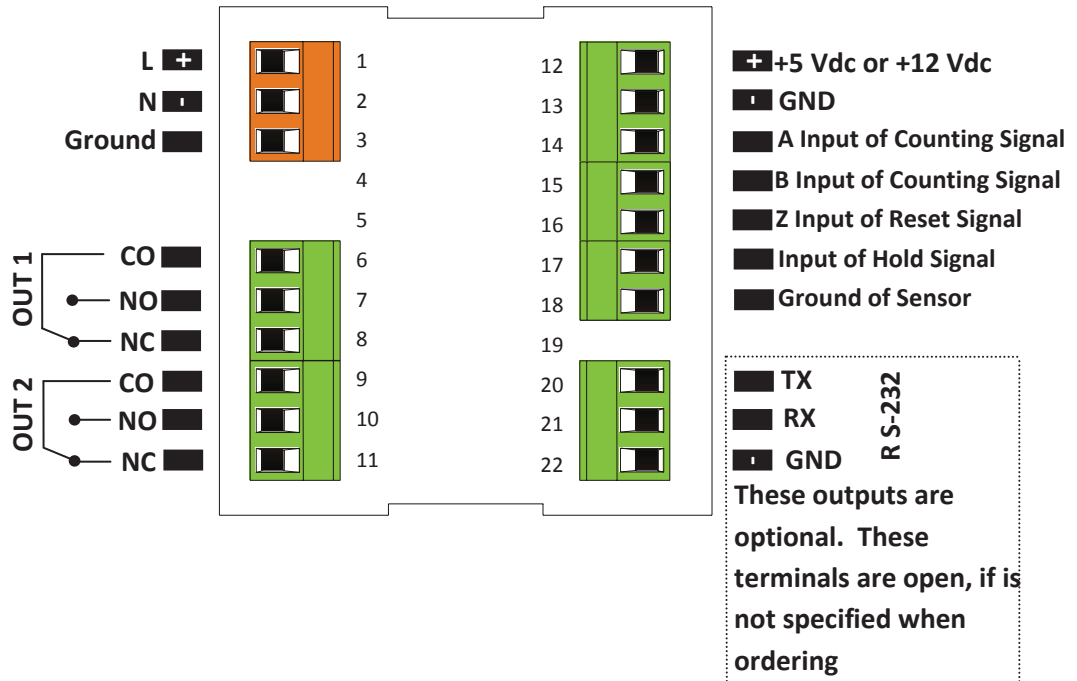 L +
N -
Ground
OUT 1
CO
NO
NC
OUT 2
CO
NO
NC
1
2
3
4
5
6
7
8
9
10
11
12
13
14
15
16
17
18
19
20
21
22
+ +5 Vdc or +12 Vdc
- GND
A Input of Counting Signal
B Input of Counting Signal
Z Input of Reset Signal
Input of Hold Signal
Ground of Sensor
TX
RX
- GND
R S-232
These outputs are
optional. These
terminals are open, if is
not specified when
ordering